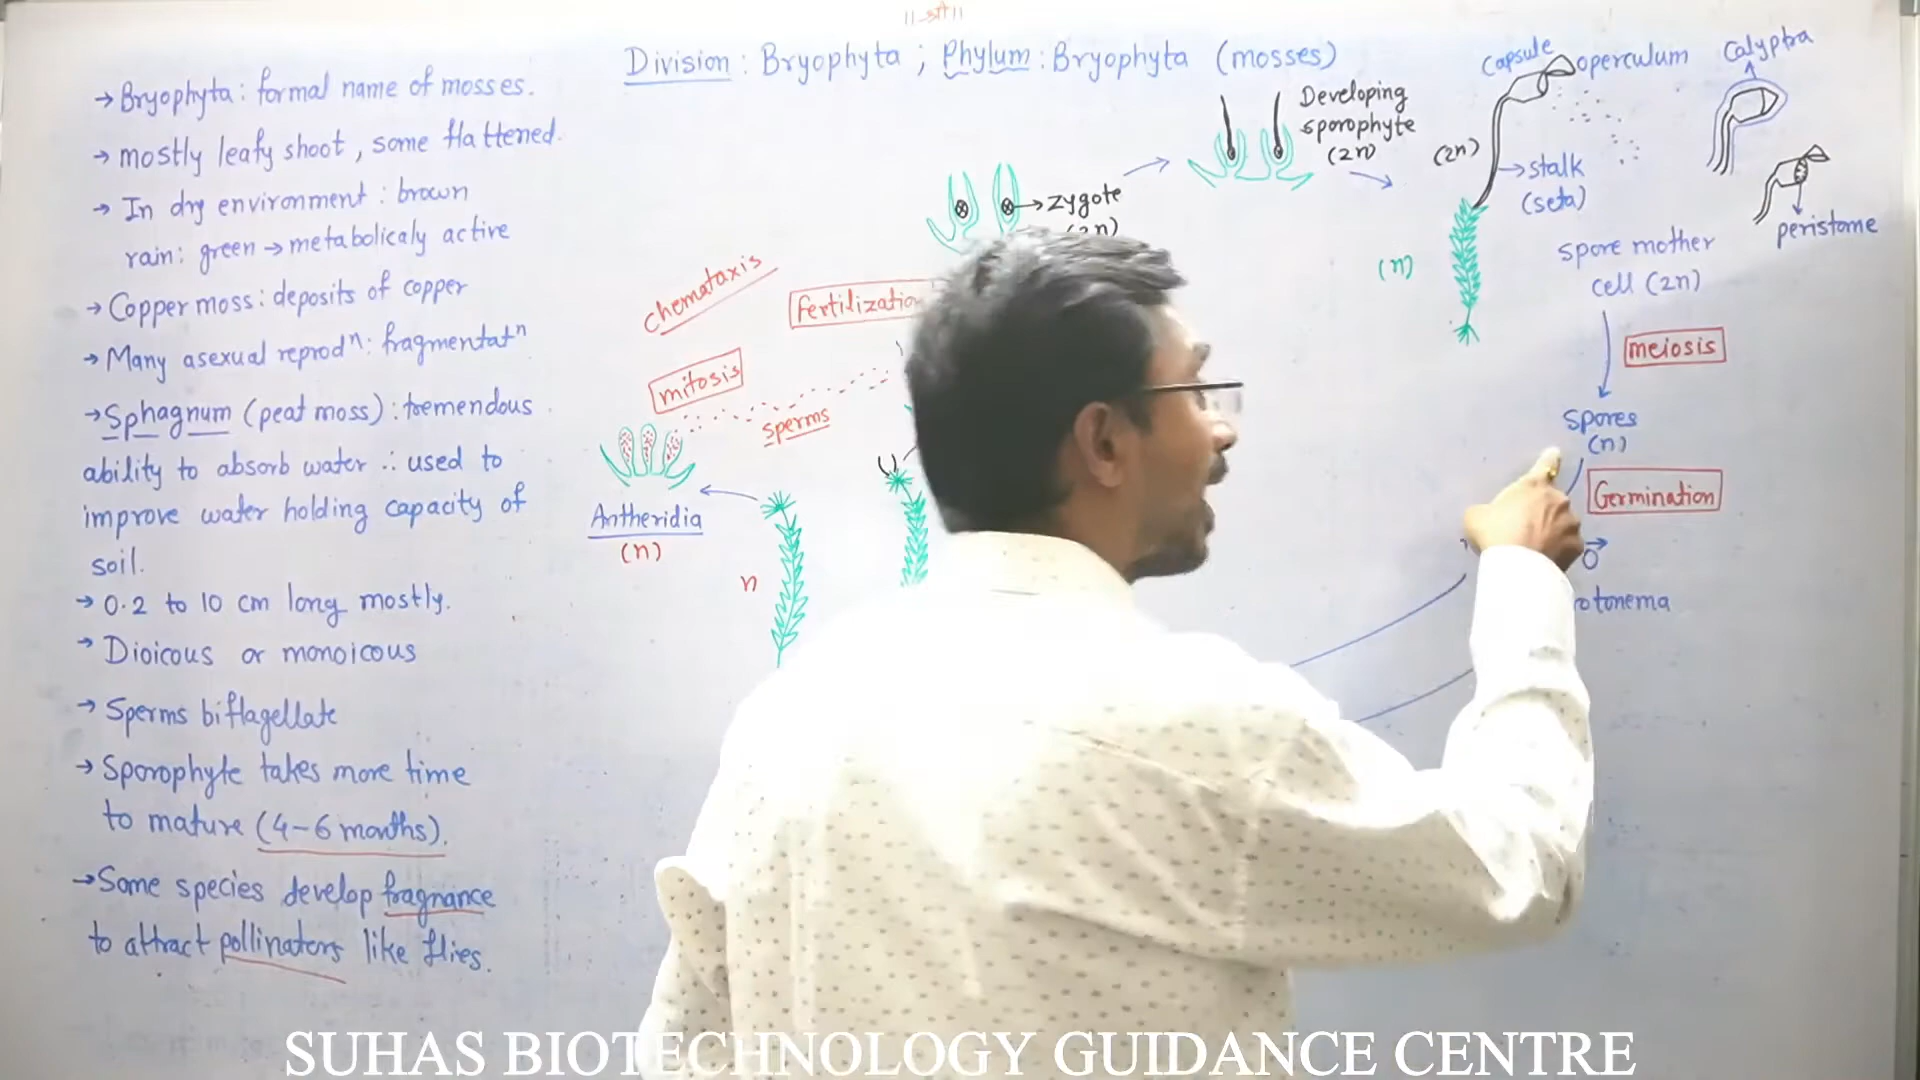 ॥ श्री ॥
Division : Bryophyta ; Phylum : Bryophyta (mosses)
→ Bryophyta : formal name of mosses.
→ mostly leafy shoot , some flattened.
→ In dry environment : brown
rain : green → metabolicaly active
→ Copper moss : deposits of copper
→ Many asexual reprodⁿ : fragmentatⁿ
→ Sphagnum (peat moss) : tremendous
ability to absorb water ∴ used to
improve water holding capacity of
soil.
→ 0.2 to 10 cm long mostly.
→ Dioicous or monoicous
→ Sperms biflagellate
→ Sporophyte takes more time
to mature (4-6 months).
→ Some species develop fragnance
to attract pollinators like flies.
chemataxis
fertilization
mitosis
sperms
Antheridia
(n)
n
zygote
(2n)
Developing
sporophyte
(2n)
(2n)
capsule
operculum
Calyptra
stalk
(seta)
peristome
(n)
spore mother
cell (2n)
meiosis
Spores
(n)
Germination
SUHAS BIOTECHNOLOGY GUIDANCE CENTRE